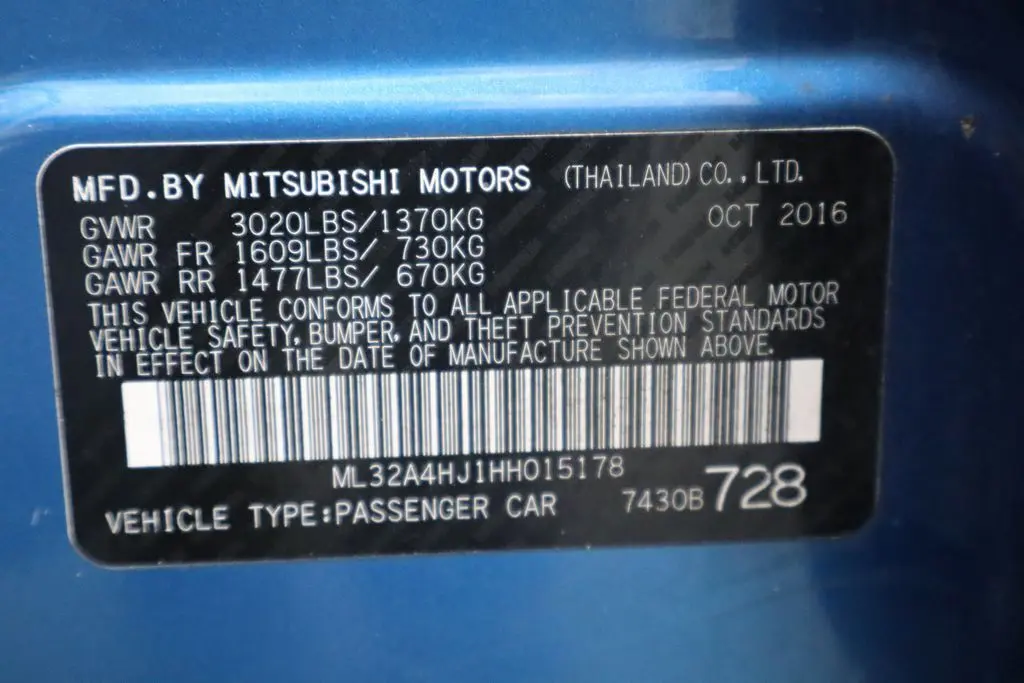 MFD.BY MITSUBISHI MOTORS (THAILAND) CO.,LTD.
GVWR 3020LBS/1370KG OCT 2016
GAWR FR 1609LBS/ 730KG
GAWR RR 1477LBS/ 670KG
THIS VEHICLE CONFORMS TO ALL APPLICABLE FEDERAL MOTOR
VEHICLE SAFETY, BUMPER, AND THEFT PREVENTION STANDARDS
IN EFFECT ON THE DATE OF MANUFACTURE SHOWN ABOVE.
ML32A4HJ1HH015178
VEHICLE TYPE:PASSENGER CAR 7430B 728